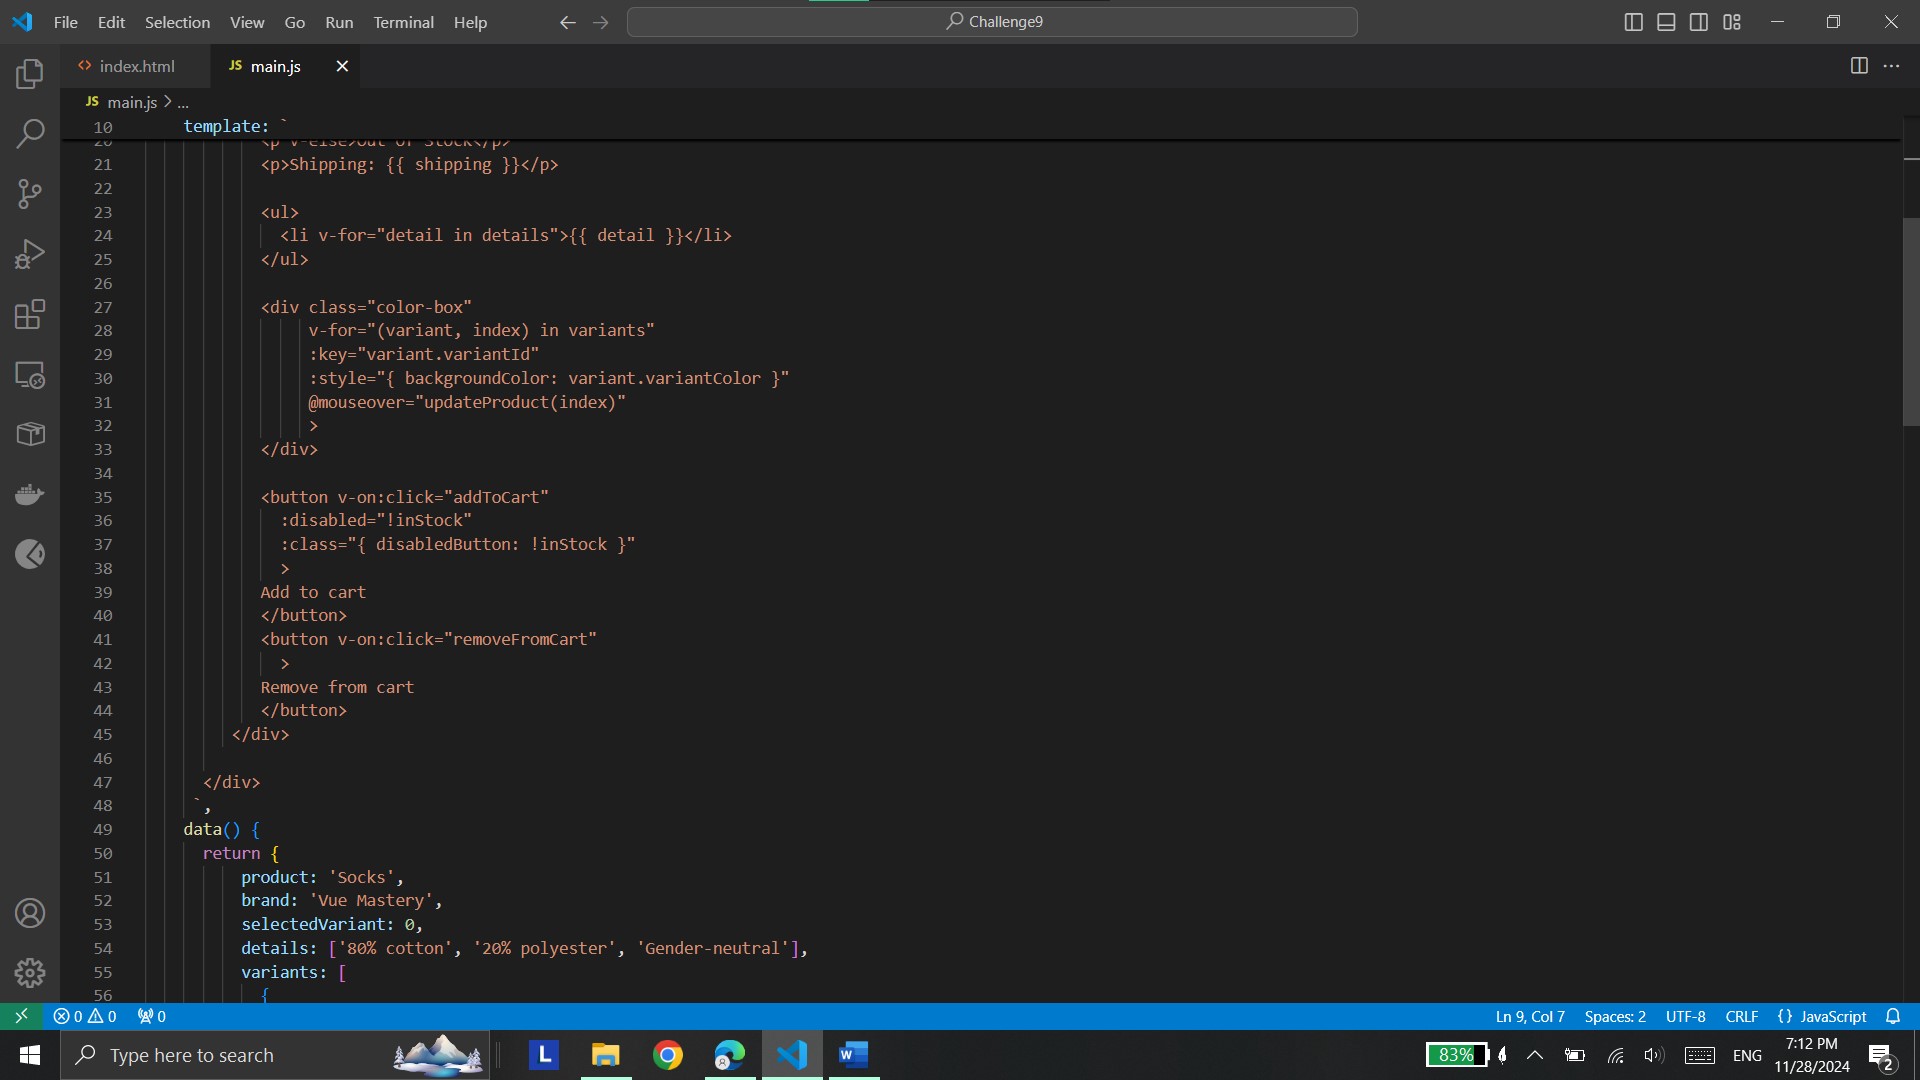 File Edit Selection View Go Run Terminal Help Challenge9
index.html JS main.js
JS main.js > ...
10 template: `
20 <p v-else>Out of Stock</p>
21 <p>Shipping: {{ shipping }}</p>
22
23 <ul>
24 <li v-for="detail in details">{{ detail }}</li>
25 </ul>
26
27 <div class="color-box"
28 v-for="(variant, index) in variants"
29 :key="variant.variantId"
30 :style="{ backgroundColor: variant.variantColor }"
31 @mouseover="updateProduct(index)"
32 >
33 </div>
34
35 <button v-on:click="addToCart"
36 :disabled="!inStock"
37 :class="{ disabledButton: !inStock }"
38 >
39 Add to cart
40 </button>
41 <button v-on:click="removeFromCart"
42 >
43 Remove from cart
44 </button>
45 </div>
46
47 </div>
48 `,
49 data() {
50 return {
51 product: 'Socks',
52 brand: 'Vue Mastery',
53 selectedVariant: 0,
54 details: ['80% cotton', '20% polyester', 'Gender-neutral'],
55 variants: [
56 {
0 0 0 Ln 9, Col 7 Spaces: 2 UTF-8 CRLF {} JavaScript
Type here to search L W 83% ENG 7:12 PM
11/28/2024 2